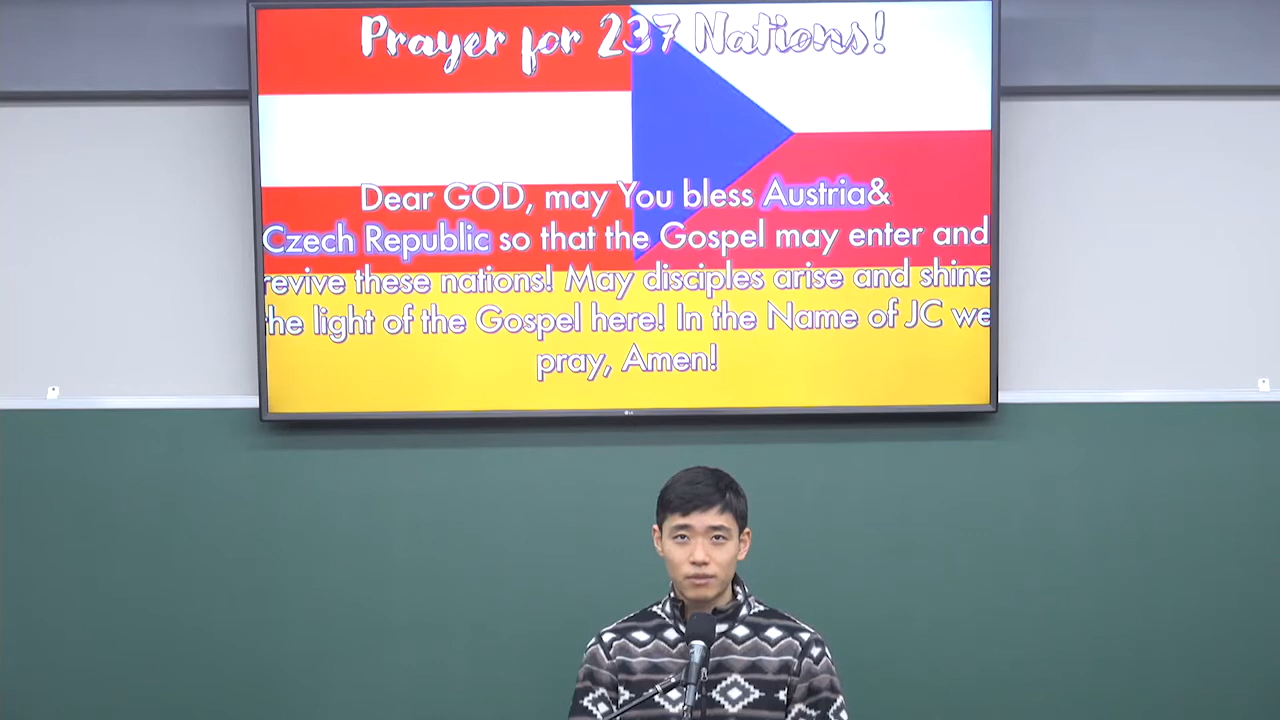 Prayer for 237 Nations!
Dear GOD, may You bless Austria&
Czech Republic so that the Gospel may enter and
revive these nations! May disciples arise and shine
the light of the Gospel here! In the Name of JC we
pray, Amen!
LG